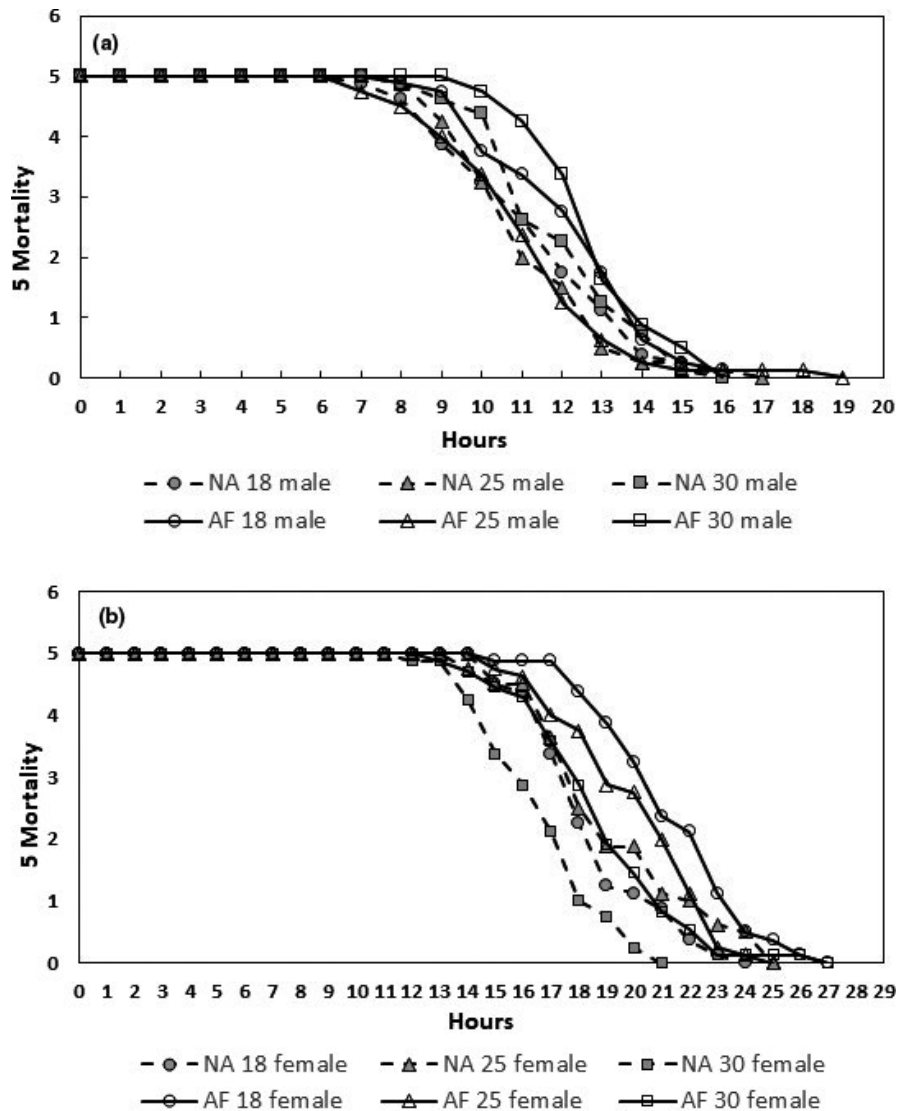 (a)
6
5
4
3
2
1
0
5 Mortality
0 1 2 3 4 5 6 7 8 9 10 11 12 13 14 15 16 17 18 19 20
Hours
NA 18 male NA 25 male NA 30 male
AF 18 male AF 25 male AF 30 male
(b)
6
5
4
3
2
1
0
5 Mortality
0 1 2 3 4 5 6 7 8 9 10 11 12 13 14 15 16 17 18 19 20 21 22 23 24 25 26 27 28 29
Hours
NA 18 female NA 25 female NA 30 female
AF 18 female AF 25 female AF 30 female